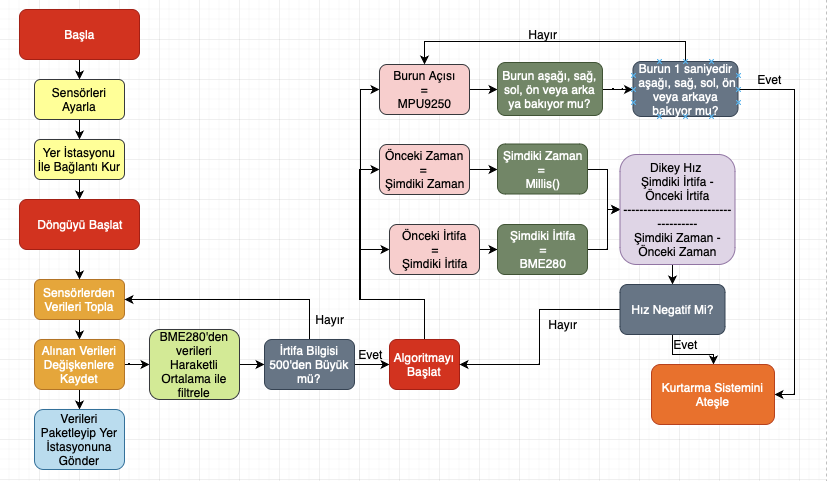 Başla
Sensörleri
Ayarla
Yer İstasyonu
İle Bağlantı Kur
Döngüyü Başlat
Sensörlerden
Verileri Topla
Alınan Verileri
Değişkenlere
Kaydet
Verileri
Paketleyip Yer
İstasyonuna
Gönder
BME280'den
verileri
Haraketli
Ortalama ile
filtrele
İrtifa Bilgisi
500'den Büyük
mü?
Hayır
Evet
Algoritmayı
Başlat
Burun Açısı
=
MPU9250
Burun aşağı, sağ,
sol, ön veya arka
ya bakıyor mu?
Burun 1 saniyedir
aşağı, sağ, sol, ön
veya arkaya
bakıyor mu?
Hayır
Evet
Önceki Zaman
=
Şimdiki Zaman
Şimdiki Zaman
=
Millis()
Önceki İrtifa
=
Şimdiki İrtifa
Şimdiki İrtifa
=
BME280
Dikey Hız
Şimdiki İrtifa -
Önceki İrtifa
---------------------------
----------
Şimdiki Zaman -
Önceki Zaman
Hız Negatif Mi?
Hayır
Evet
Kurtarma Sistemini
Ateşle